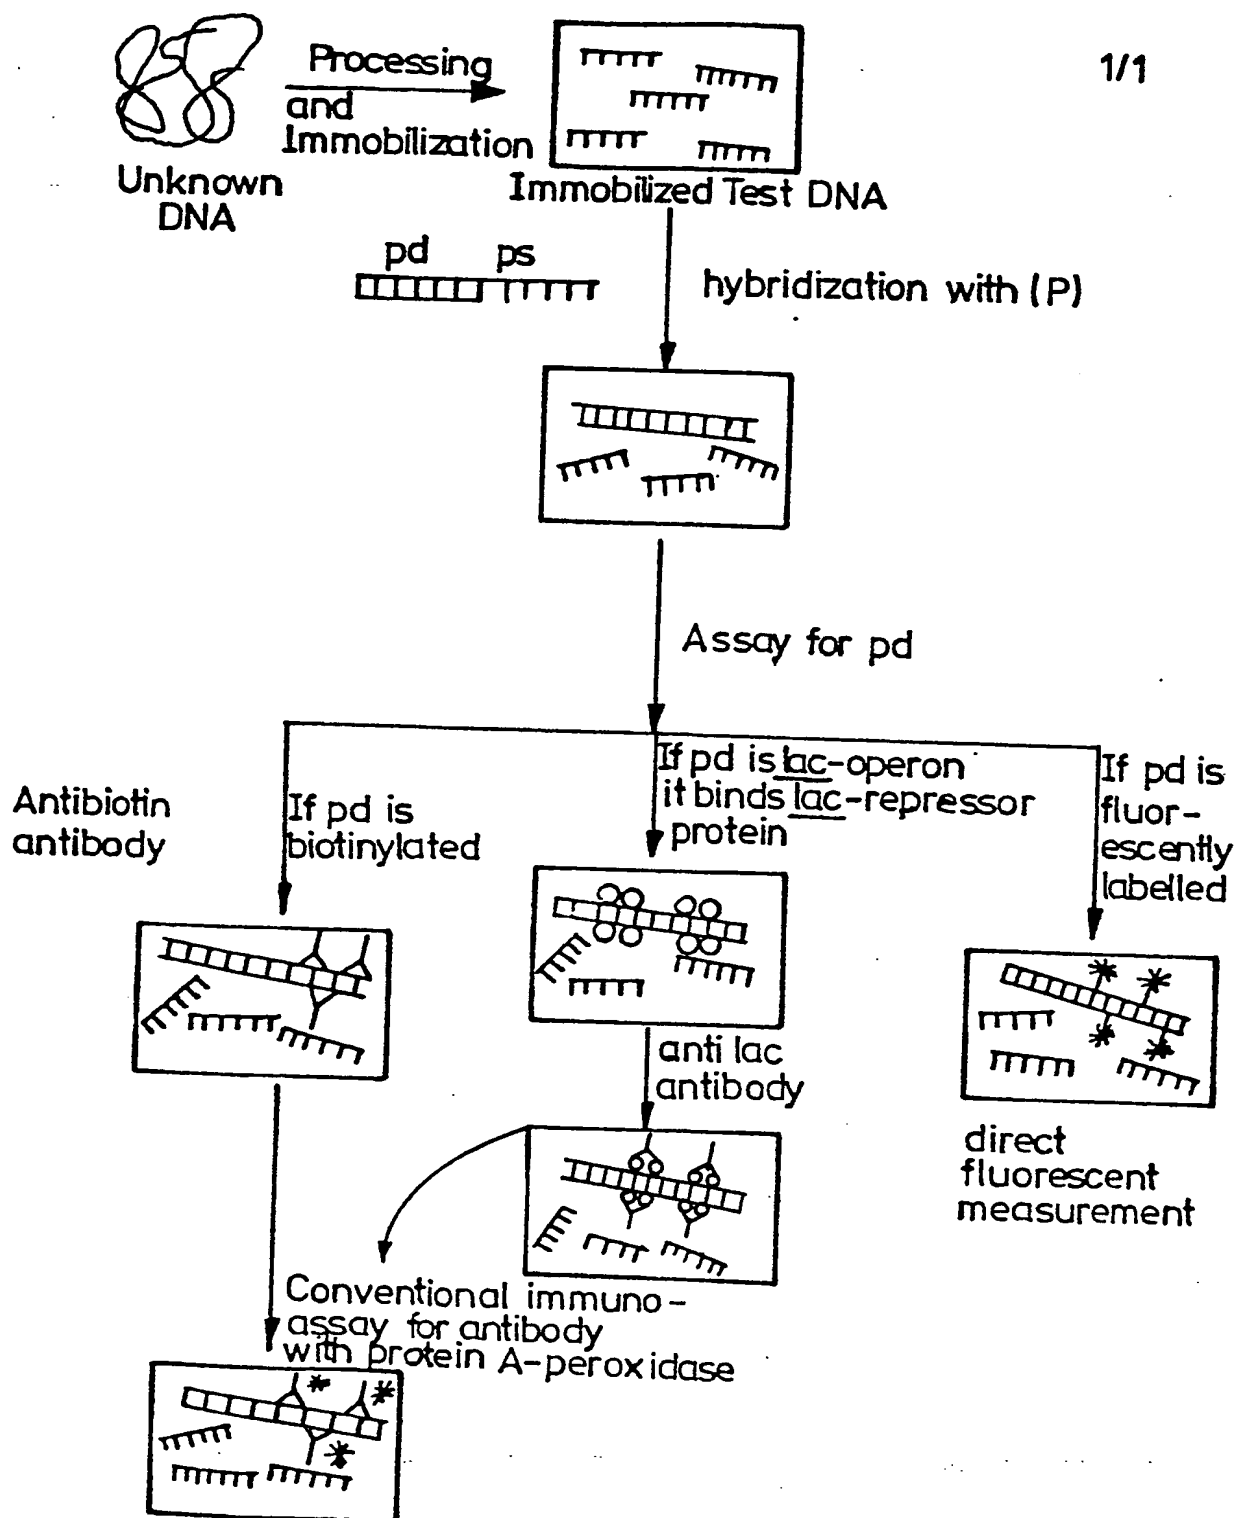 1/1
Processing
and
Immobilization
Unknown
DNA
Immobilized Test DNA
pd ps
hybridization with (P)
Assay for pd
Antibiotin
antibody
If pd is
biotinylated
If pd is lac-operon
it binds lac-repressor
protein
If pd is
fluor-
escently
labelled
anti lac
antibody
direct
fluorescent
measurement
Conventional immuno-
assay for antibody
with protein A-peroxidase